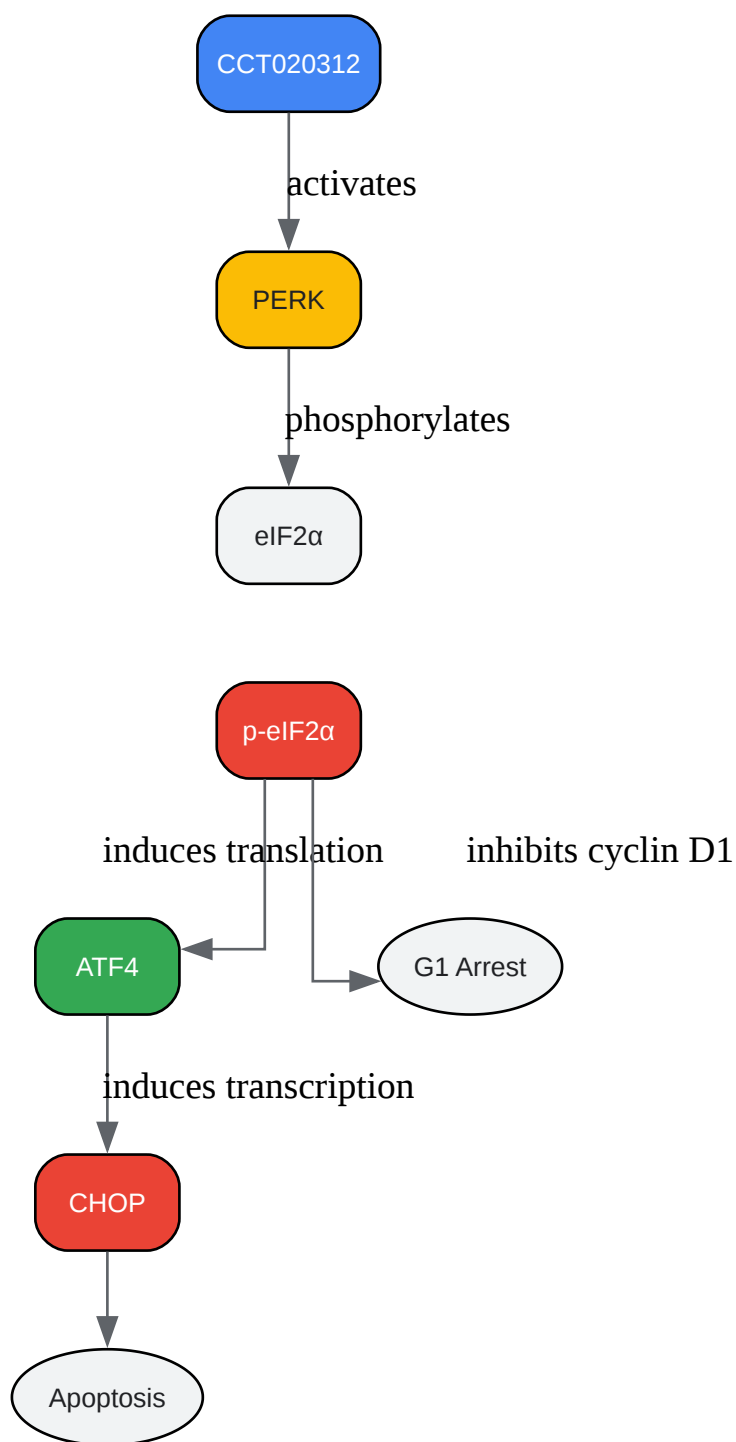 CCT020312
activates
PERK
phosphorylates
eIF2α
p-eIF2α
induces translation
inhibits cyclin D1
ATF4
G1 Arrest
induces transcription
CHOP
Apoptosis